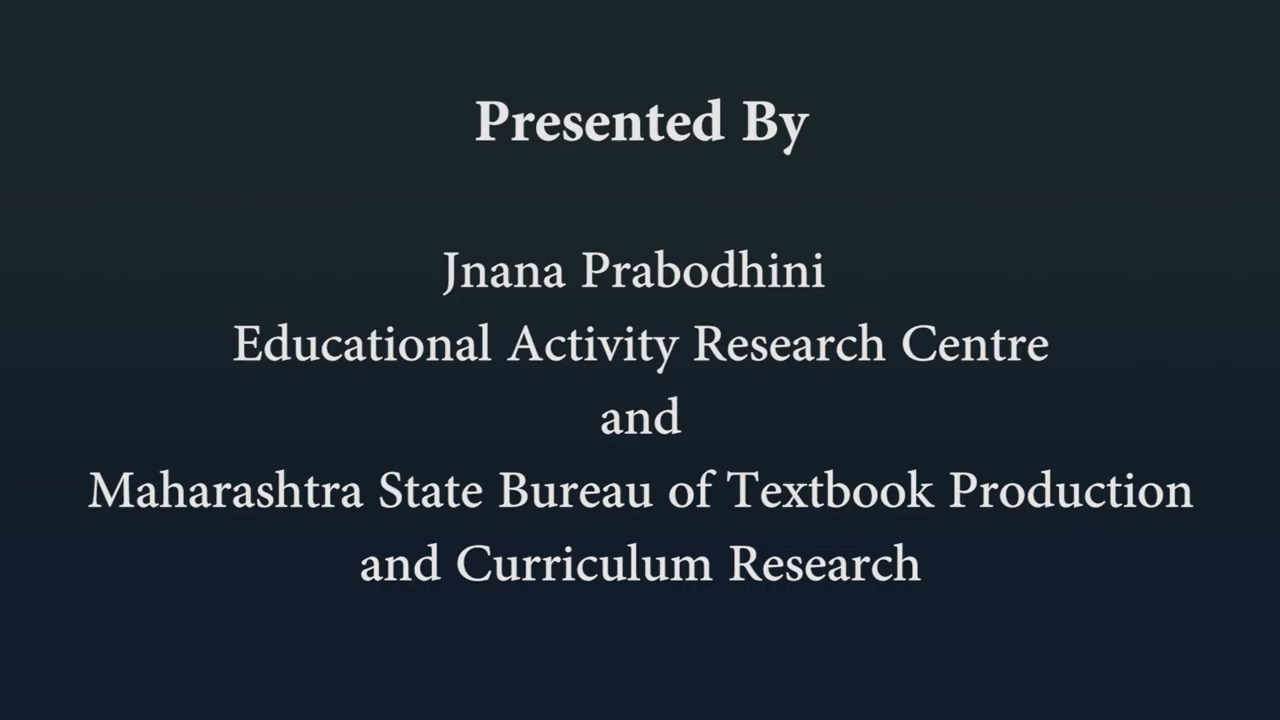 Presented By
Jnana Prabodhini
Educational Activity Research Centre
and
Maharashtra State Bureau of Textbook Production
and Curriculum Research